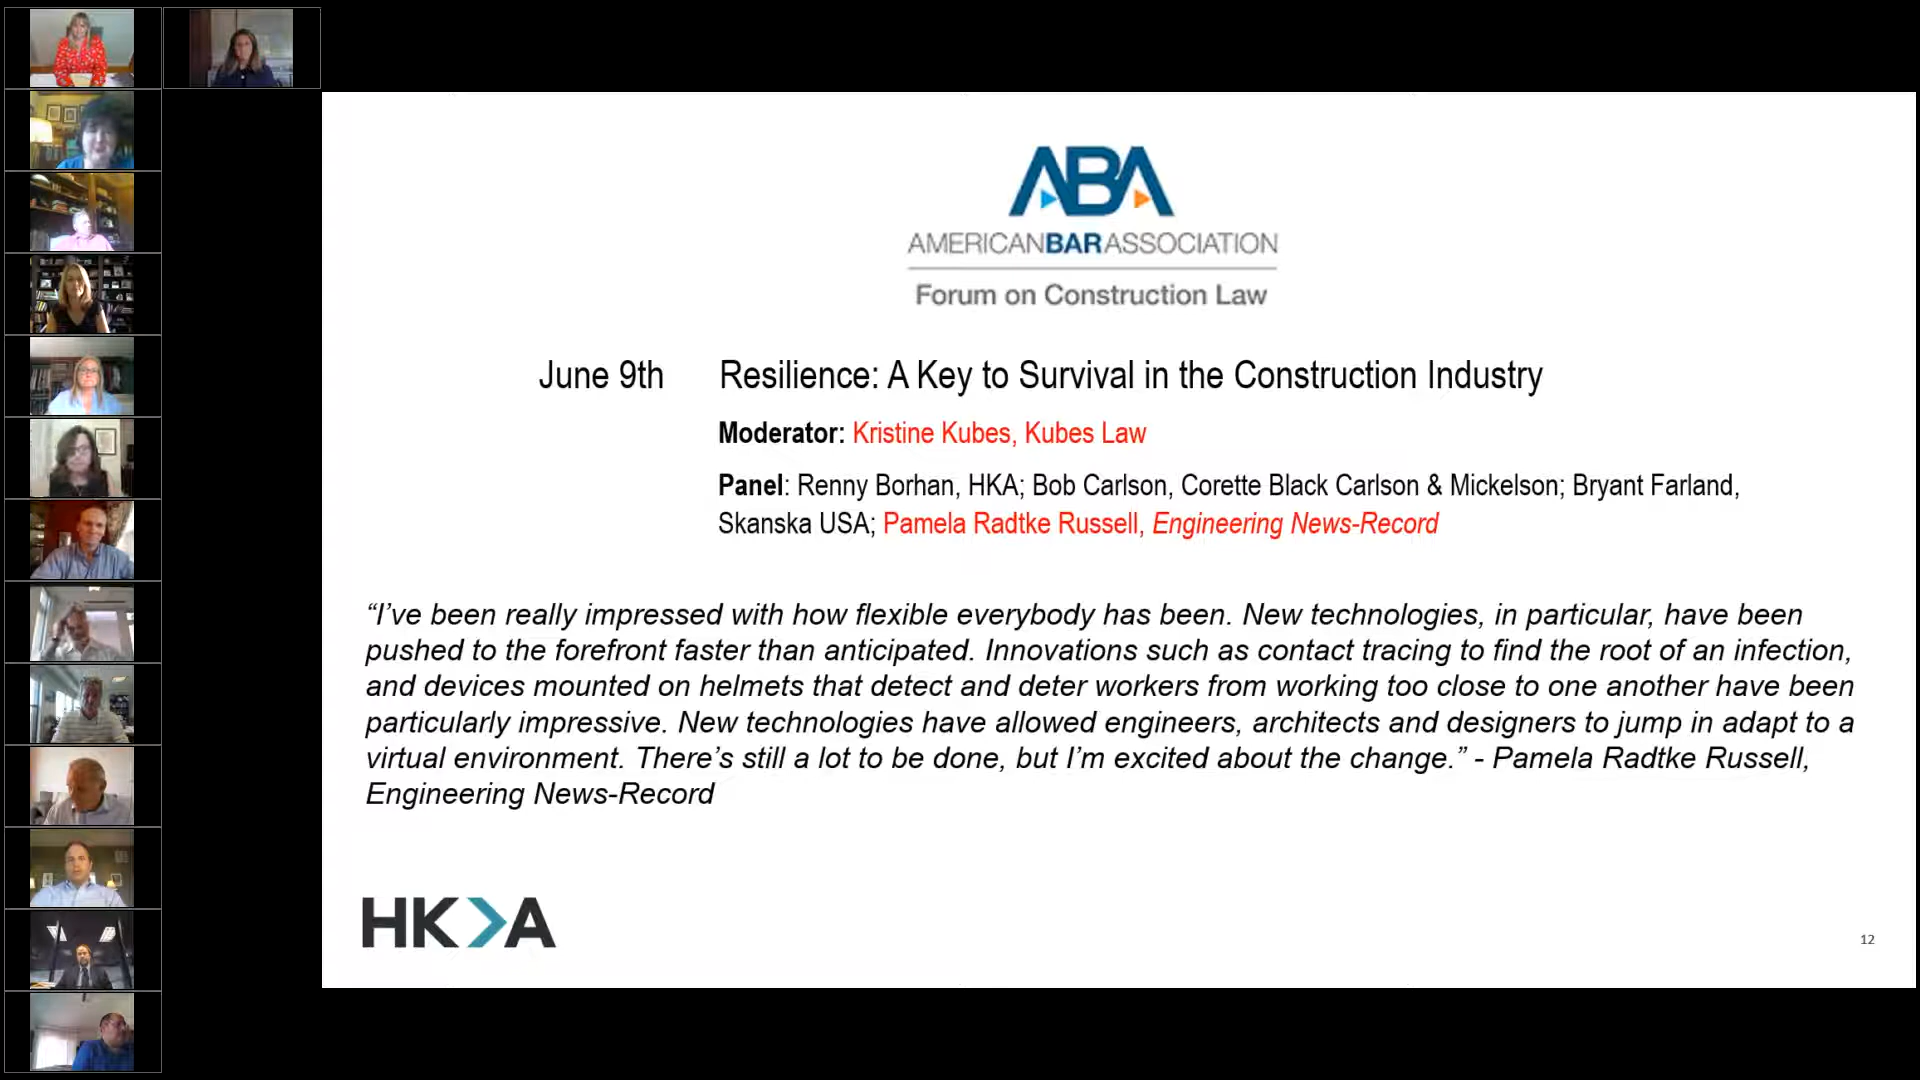 ABA
AMERICANBARASSOCIATION
Forum on Construction Law
June 9th Resilience: A Key to Survival in the Construction Industry
Moderator: Kristine Kubes, Kubes Law
Panel: Renny Borhan, HKA; Bob Carlson, Corette Black Carlson & Mickelson; Bryant Farland,
Skanska USA; Pamela Radtke Russell, Engineering News-Record
“I’ve been really impressed with how flexible everybody has been. New technologies, in particular, have been
pushed to the forefront faster than anticipated. Innovations such as contact tracing to find the root of an infection,
and devices mounted on helmets that detect and deter workers from working too close to one another have been
particularly impressive. New technologies have allowed engineers, architects and designers to jump in adapt to a
virtual environment. There’s still a lot to be done, but I’m excited about the change.” - Pamela Radtke Russell,
Engineering News-Record
HKA
12